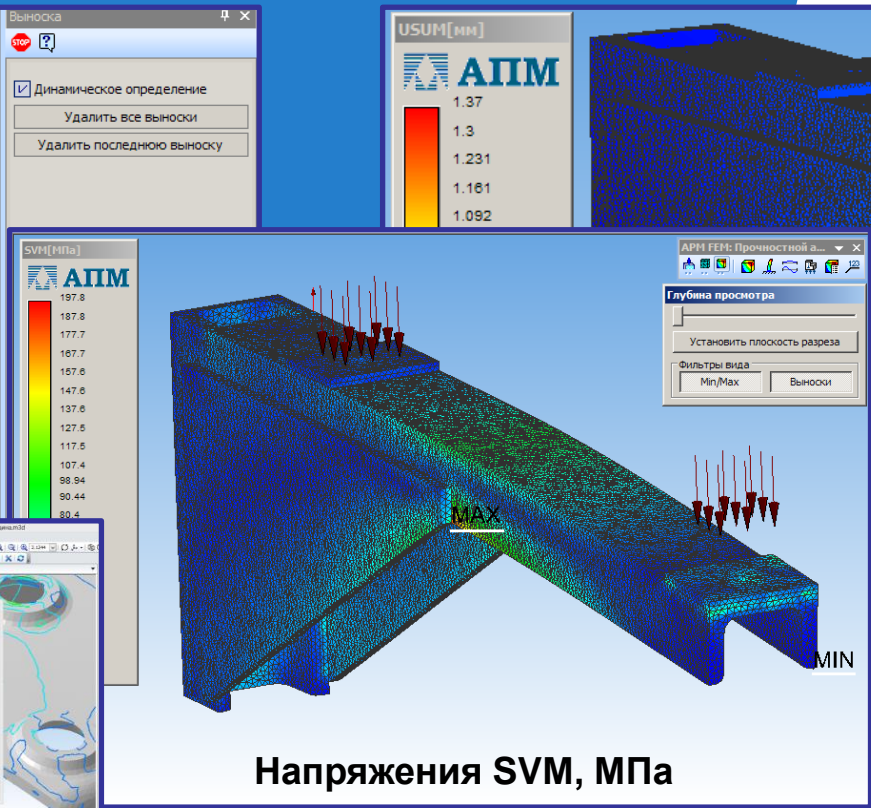 Выноска
STOP
?
Динамическое определение
Удалить все выноски
Удалить последнюю выноску
USUM[мм]
АПМ
1.37
1.3
1.231
1.161
1.092
SVM[МПа]
АПМ
197.8
187.8
177.7
167.7
157.6
147.6
137.6
127.5
117.5
107.4
98.94
90.44
80.4
APM FEM: Прочностной а...
123
Глубина просмотра
Установить плоскость разреза
Фильтры вида
Min/Max
Выноски
MAX
MIN
Напряжения SVM, МПа